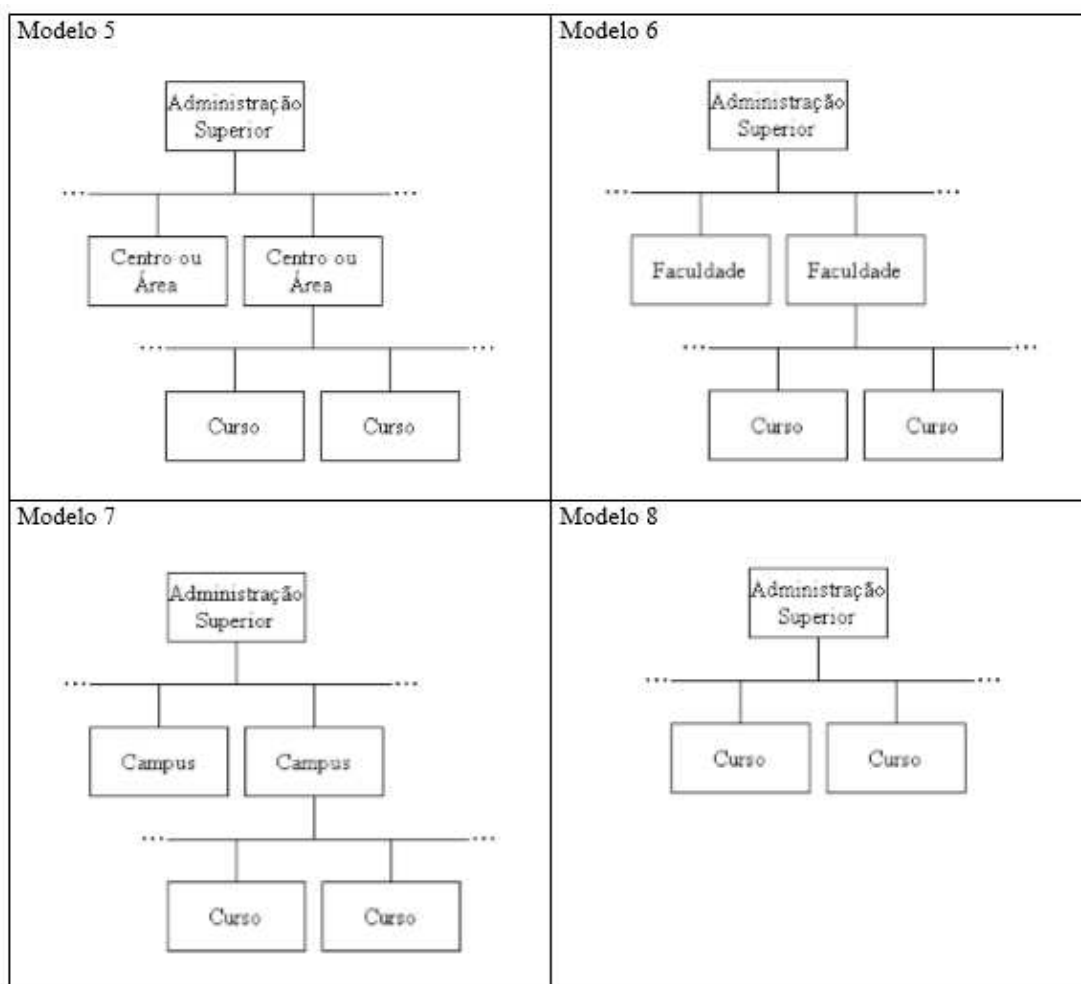 Modelo 5
Administração
Superior
...
...
Centro ou
Área
Centro ou
Área
...
...
Curso
Curso
Modelo 6
Administração
Superior
...
...
Faculdade
Faculdade
...
...
Curso
Curso
Modelo 7
Administração
Superior
...
...
Campus
Campus
...
...
Curso
Curso
Modelo 8
Administração
Superior
...
...
Curso
Curso